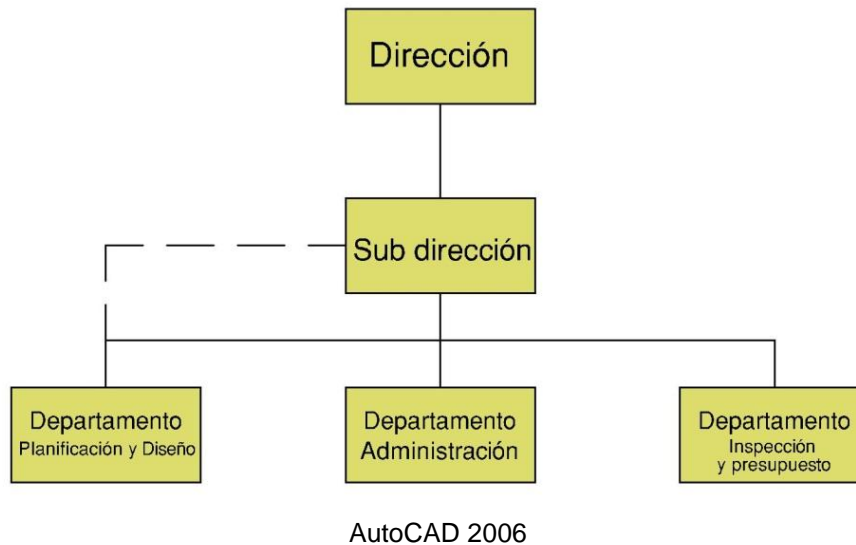 Dirección
Sub dirección
Departamento
Planificación y Diseño
Departamento
Administración
Departamento
Inspección
y presupuesto
AutoCAD 2006